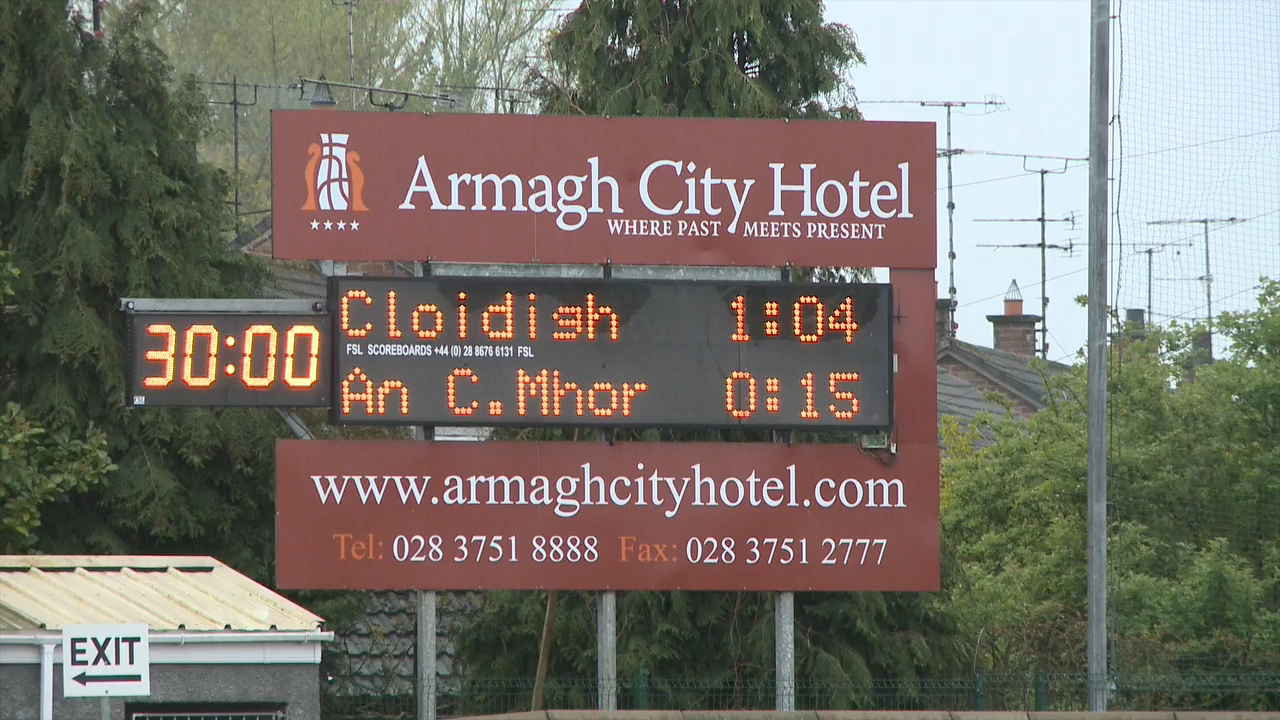 Armagh City Hotel
WHERE PAST MEETS PRESENT
30:00
Cloidish 1:04
FSL SCOREBOARDS +44 (0) 28 8676 6131 FSL
An C.Mhor 0:15
www.armaghcityhotel.com
Tel: 028 3751 8888 Fax: 028 3751 2777
EXIT